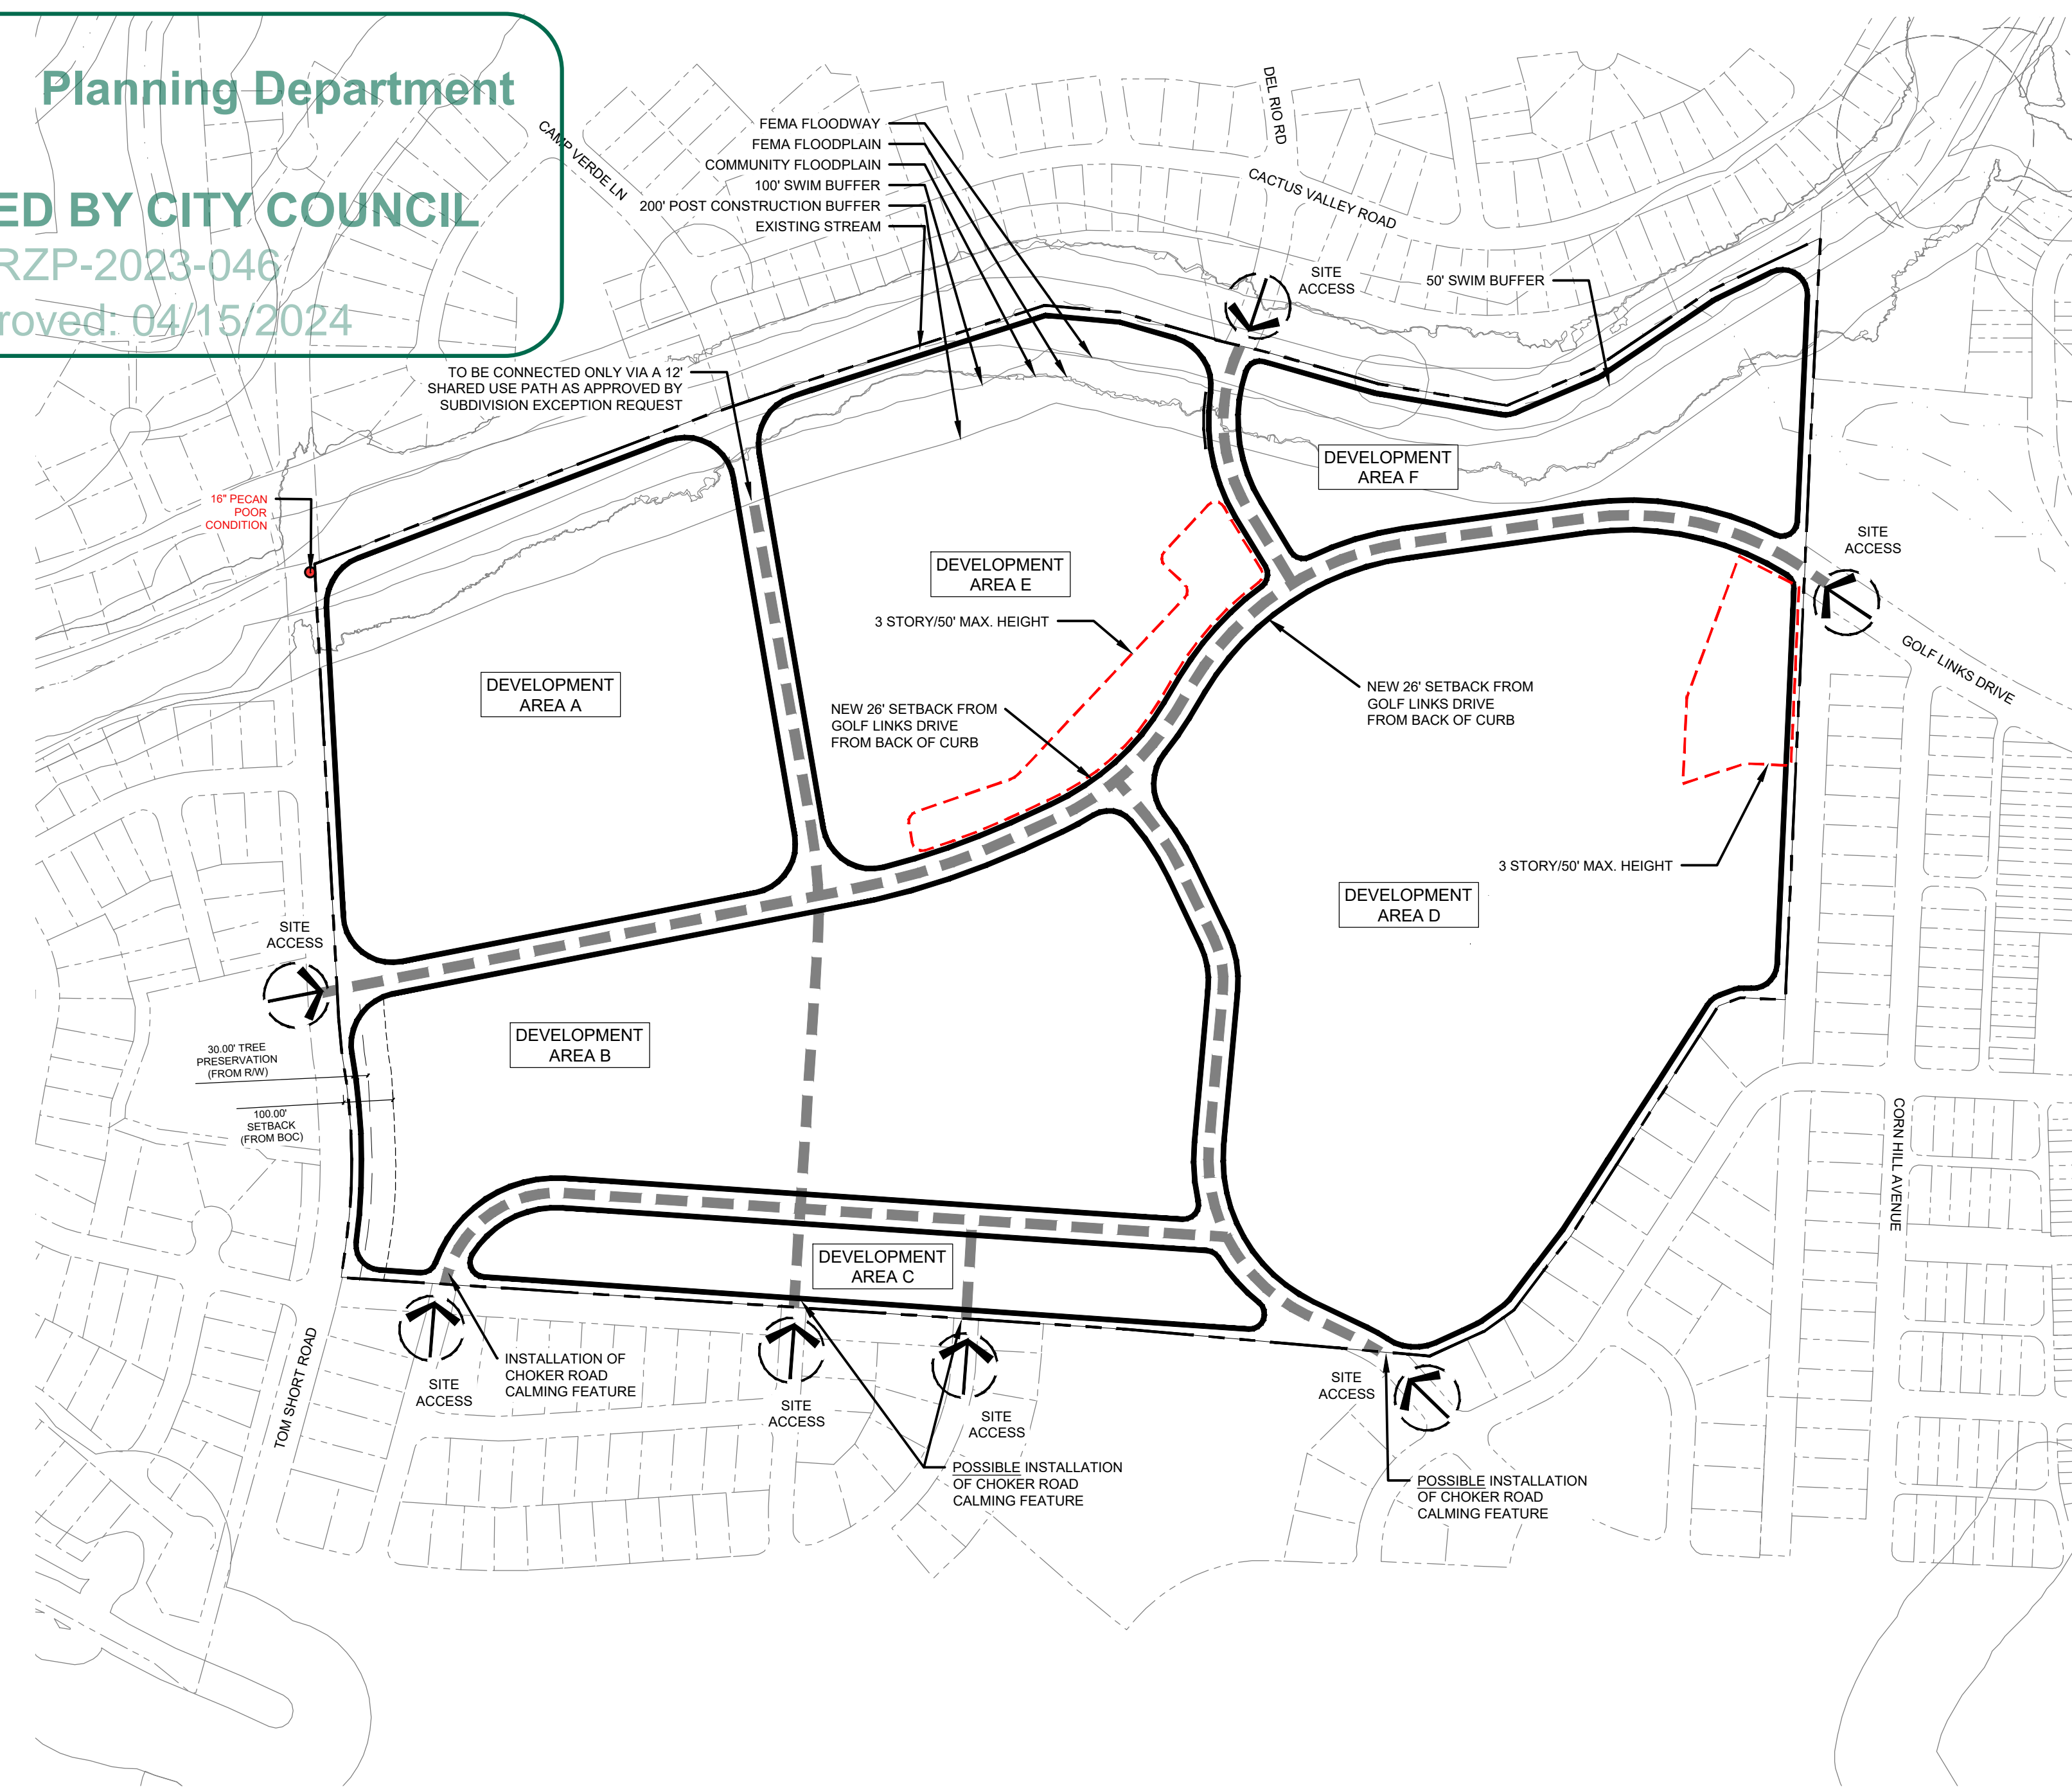 Planning Department
ED BY CITY COUNCIL
RZP-2023-046
roved: 04/15/2024
CAMP VERDE LN
FEMA FLOODWAY
FEMA FLOODPLAIN
COMMUNITY FLOODPLAIN
100' SWIM BUFFER
200' POST CONSTRUCTION BUFFER
EXISTING STREAM
DEL RIO RD
CACTUS VALLEY ROAD
SITE
ACCESS
50' SWIM BUFFER
TO BE CONNECTED ONLY VIA A 12'
SHARED USE PATH AS APPROVED BY
SUBDIVISION EXCEPTION REQUEST
16" PECAN
POOR
CONDITION
DEVELOPMENT
AREA F
SITE
ACCESS
DEVELOPMENT
AREA E
3 STORY/50' MAX. HEIGHT
GOLF LINKS DRIVE
DEVELOPMENT
AREA A
NEW 26' SETBACK FROM
GOLF LINKS DRIVE
FROM BACK OF CURB
NEW 26' SETBACK FROM
GOLF LINKS DRIVE
FROM BACK OF CURB
3 STORY/50' MAX. HEIGHT
DEVELOPMENT
AREA D
SITE
ACCESS
DEVELOPMENT
AREA B
30.00' TREE
PRESERVATION
(FROM R/W)
100.00'
SETBACK
(FROM BOC)
CORN HILL AVENUE
DEVELOPMENT
AREA C
TOM SHORT ROAD
INSTALLATION OF
CHOKER ROAD
CALMING FEATURE
SITE
ACCESS
SITE
ACCESS
SITE
ACCESS
SITE
ACCESS
POSSIBLE INSTALLATION
OF CHOKER ROAD
CALMING FEATURE
POSSIBLE INSTALLATION
OF CHOKER ROAD
CALMING FEATURE